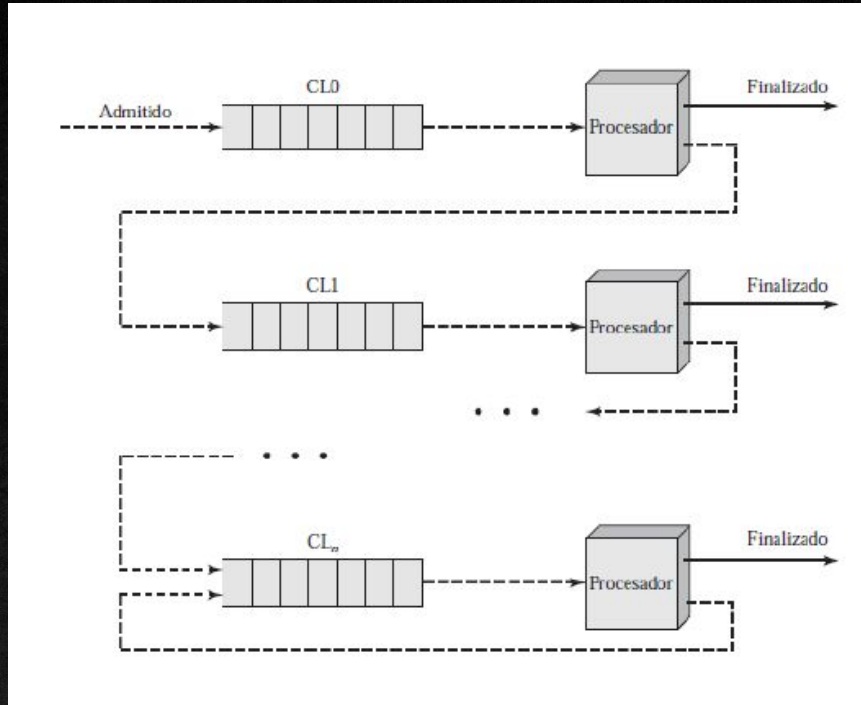 CL0
Admitido
Procesador
Finalizado
CL1
Procesador
Finalizado
• • •
• • •
CLn
Procesador
Finalizado